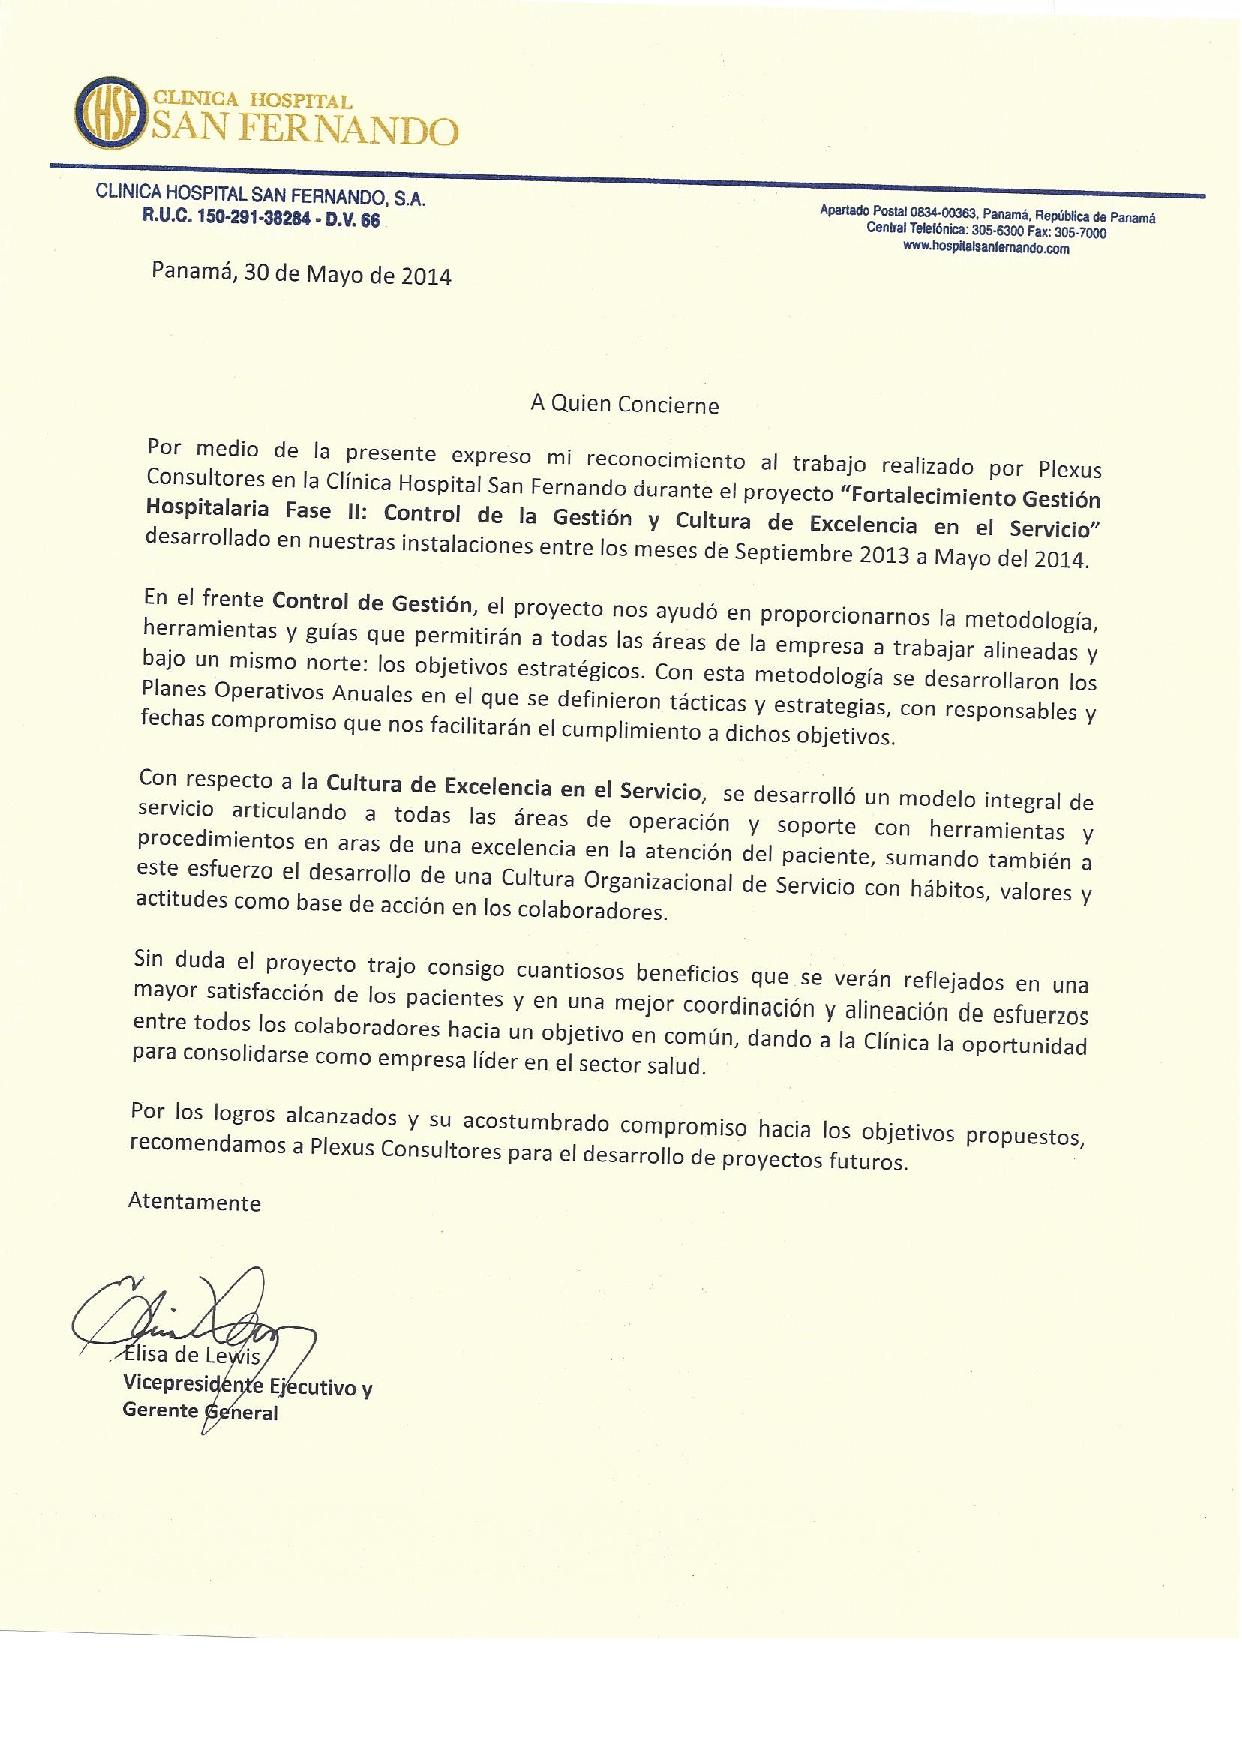 CHSF
CLINICA HOSPITAL
SAN FERNANDO
CLINICA HOSPITAL SAN FERNANDO, S.A.
R.U.C. 150-291-38284 - D.V. 66
Apartado Postal 0834-00363, Panamá, República de Panamá
Central Telefónica: 305-6300 Fax: 305-7000
www.hospitalsanfernando.com
Panamá, 30 de Mayo de 2014
A Quien Concierne
Por medio de la presente expreso mi reconocimiento al trabajo realizado por Plexus
Consultores en la Clínica Hospital San Fernando durante el proyecto “Fortalecimiento Gestión
Hospitalaria Fase II: Control de la Gestión y Cultura de Excelencia en el Servicio”
desarrollado en nuestras instalaciones entre los meses de Septiembre 2013 a Mayo del 2014.
En el frente Control de Gestión, el proyecto nos ayudó en proporcionarnos la metodología,
herramientas y guías que permitirán a todas las áreas de la empresa a trabajar alineadas y
bajo un mismo norte: los objetivos estratégicos. Con esta metodología se desarrollaron los
Planes Operativos Anuales en el que se definieron tácticas y estrategias, con responsables y
fechas compromiso que nos facilitarán el cumplimiento a dichos objetivos.
Con respecto a la Cultura de Excelencia en el Servicio, se desarrolló un modelo integral de
servicio articulando a todas las áreas de operación y soporte con herramientas y
procedimientos en aras de una excelencia en la atención del paciente, sumando también a
este esfuerzo el desarrollo de una Cultura Organizacional de Servicio con hábitos, valores y
actitudes como base de acción en los colaboradores.
Sin duda el proyecto trajo consigo cuantiosos beneficios que se verán reflejados en una
mayor satisfacción de los pacientes y en una mejor coordinación y alineación de esfuerzos
entre todos los colaboradores hacia un objetivo en común, dando a la Clínica la oportunidad
para consolidarse como empresa líder en el sector salud.
Por los logros alcanzados y su acostumbrado compromiso hacia los objetivos propuestos,
recomendamos a Plexus Consultores para el desarrollo de proyectos futuros.
Atentamente
Elisa de Lewis
Vicepresidente Ejecutivo y
Gerente General